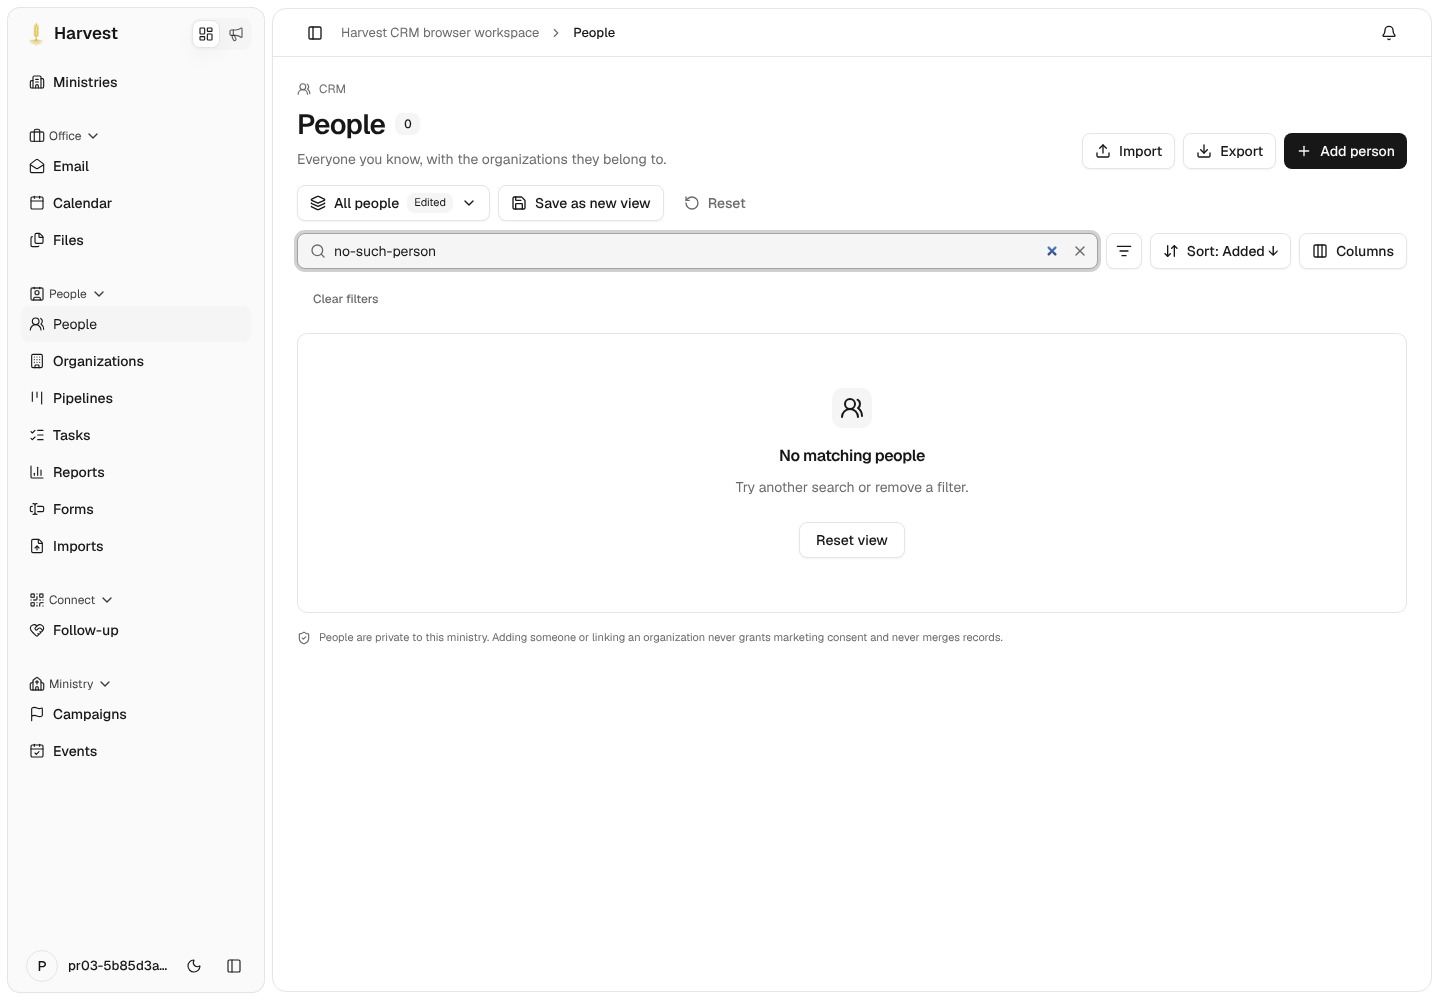 Harvest
Ministries
Office
Email
Calendar
Files
People
People
Organizations
Pipelines
Tasks
Reports
Forms
Imports
Connect
Follow-up
Ministry
Campaigns
Events
P
pr03-5b85d3a...
Harvest CRM browser workspace
People
CRM
People
0
Everyone you know, with the organizations they belong to.
Import
Export
Add person
All people
Edited
Save as new view
Reset
no-such-person
Sort: Added ↓
Columns
Clear filters
No matching people
Try another search or remove a filter.
Reset view
People are private to this ministry. Adding someone or linking an organization never grants marketing consent and never merges records.